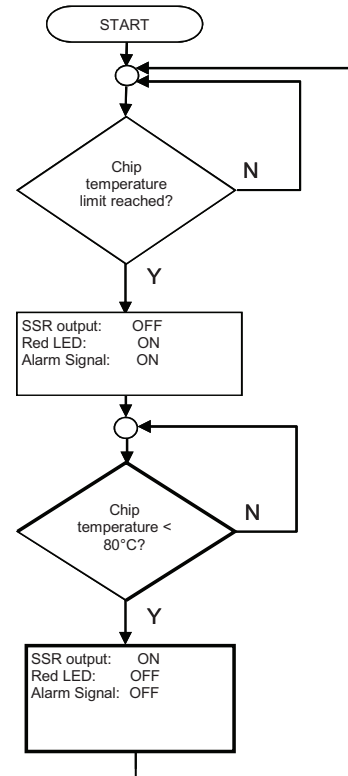 START
Chip
temperature
limit reached?
N
Y
SSR output: OFF
Red LED: ON
Alarm Signal: ON
Chip
temperature <
80°C?
N
Y
SSR output: ON
Red LED: OFF
Alarm Signal: OFF